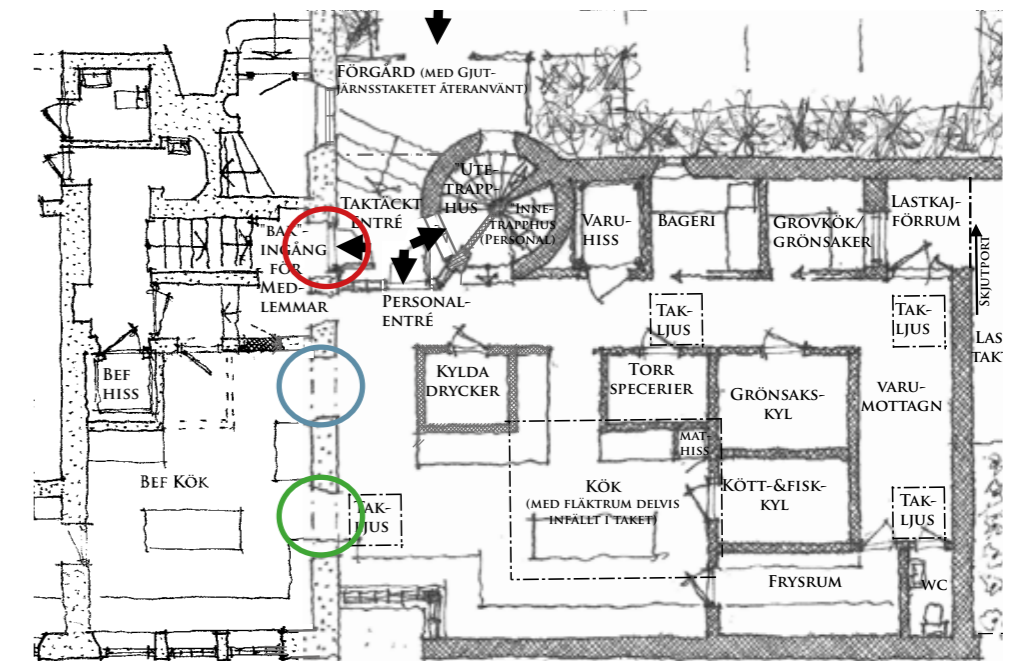 Förgård (med Gjut-
järnsstaketet återanvänt)
"Ute-
trapp-
hus
"Inne-
trapphus
(Personal)
Taktäckt
entré
"Bak"-
ingång
för
Med-
lemmar
Personal-
entré
Varu-
hiss
Bageri
Grovkök/
grönsaker
Lastkaj-
förrum
skjutport
Tak-
ljus
Tak-
ljus
Las
takt
Bef
hiss
Kylda
drycker
Torr
specerier
Grönsaks-
kyl
varu-
mottagn
mat-
hiss
Bef Kök
Kök
(med fläktrum delvis
infällt i taket)
Kött-&fisk-
kyl
Tak-
ljus
Tak-
ljus
Frysrum
WC